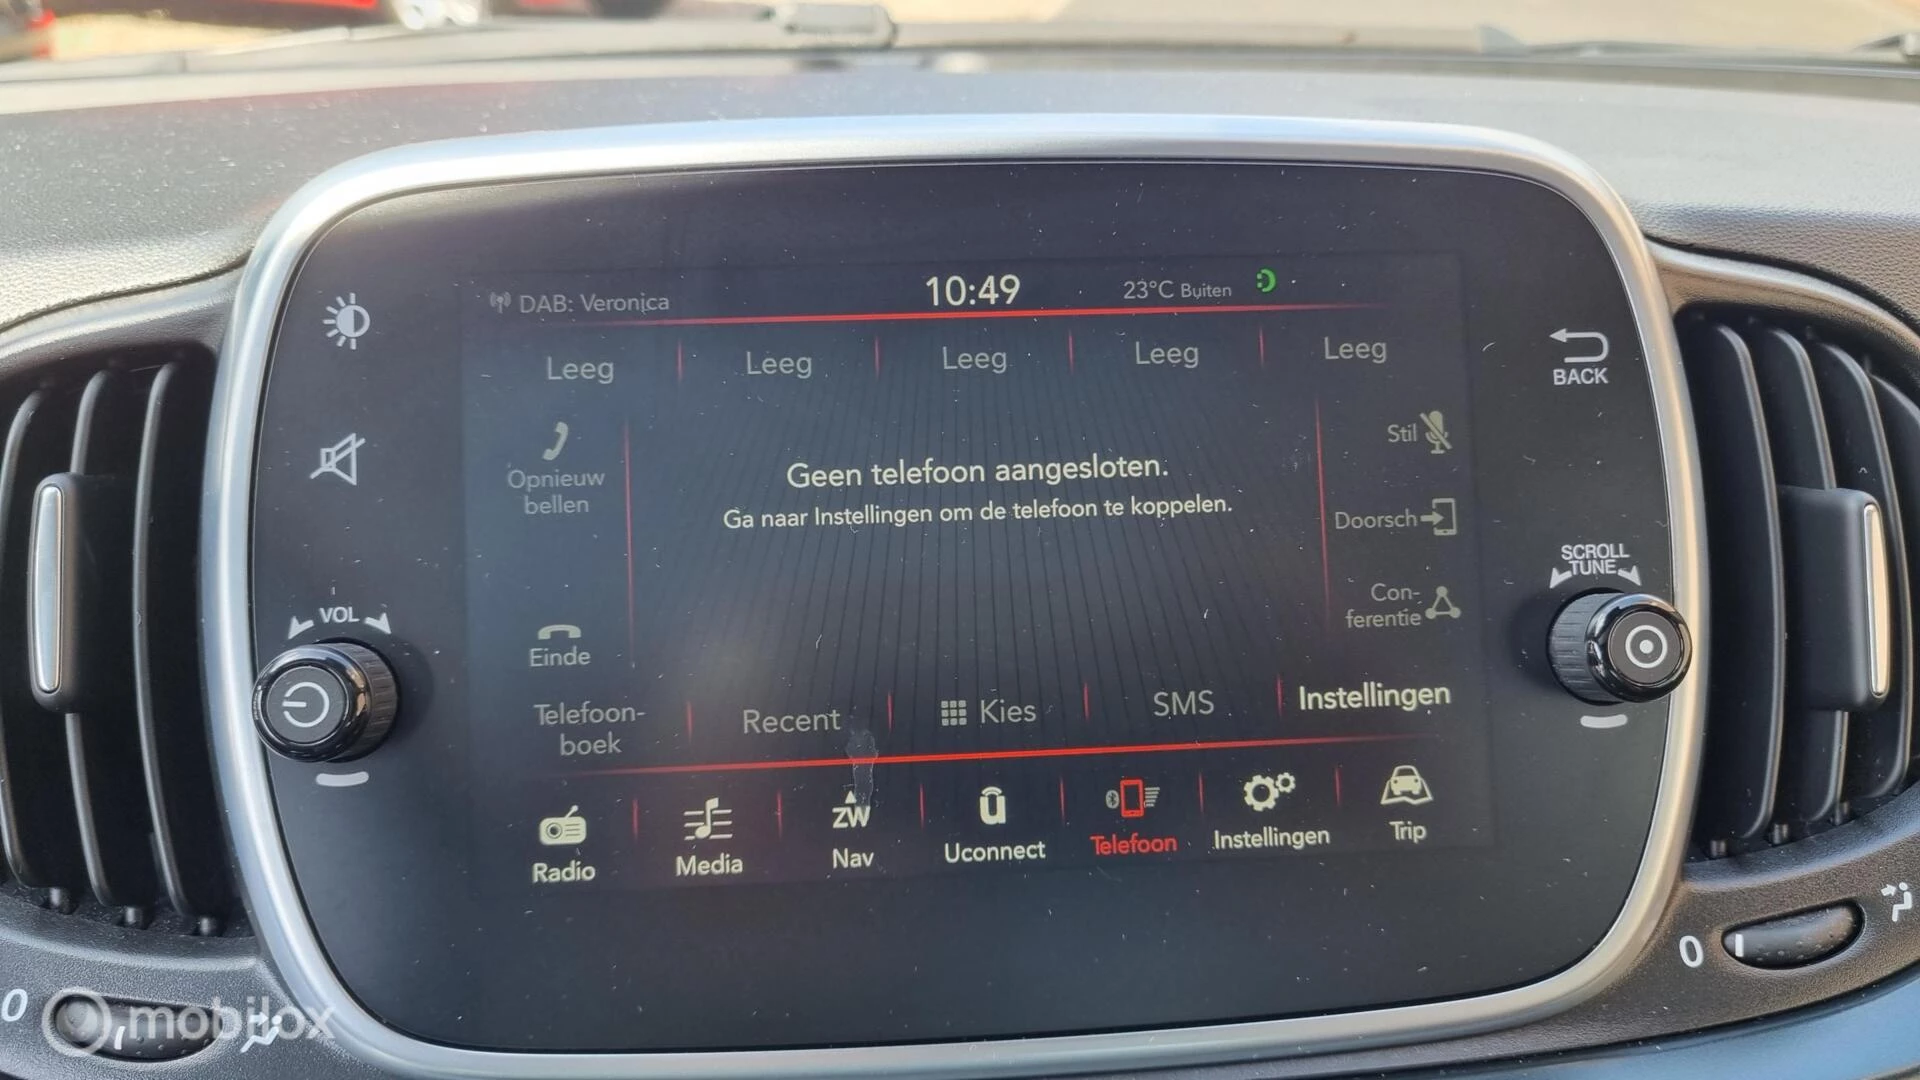 DAB: Veronica
10:49
23°C Buiten
Leeg
Leeg
Leeg
Leeg
Leeg
BACK
Opnieuw
bellen
Geen telefoon aangesloten.
Ga naar Instellingen om de telefoon te koppelen.
Stil
Doorsch
Con-
ferentie
SCROLL
TUNE
VOL
Einde
Telefoon-
boek
Recent
Kies
SMS
Instellingen
Radio
Media
ZW
Nav
Uconnect
Telefoon
Instellingen
Trip
0
0
mobilox